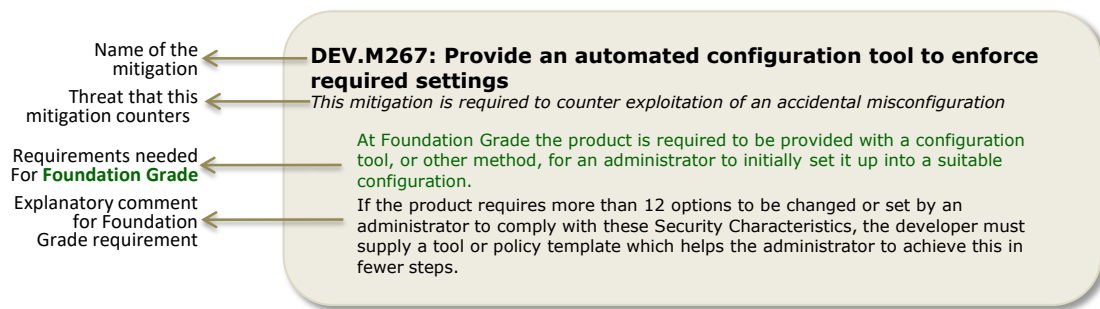 Name of the
mitigation
DEV.M267: Provide an automated configuration tool to enforce
required settings
Threat that this
mitigation counters
This mitigation is required to counter exploitation of an accidental misconfiguration
Requirements needed
For Foundation Grade
At Foundation Grade the product is required to be provided with a configuration
tool, or other method, for an administrator to initially set it up into a suitable
configuration.
Explanatory comment
for Foundation
Grade requirement
If the product requires more than 12 options to be changed or set by an
administrator to comply with these Security Characteristics, the developer must
supply a tool or policy template which helps the administrator to achieve this in
fewer steps.